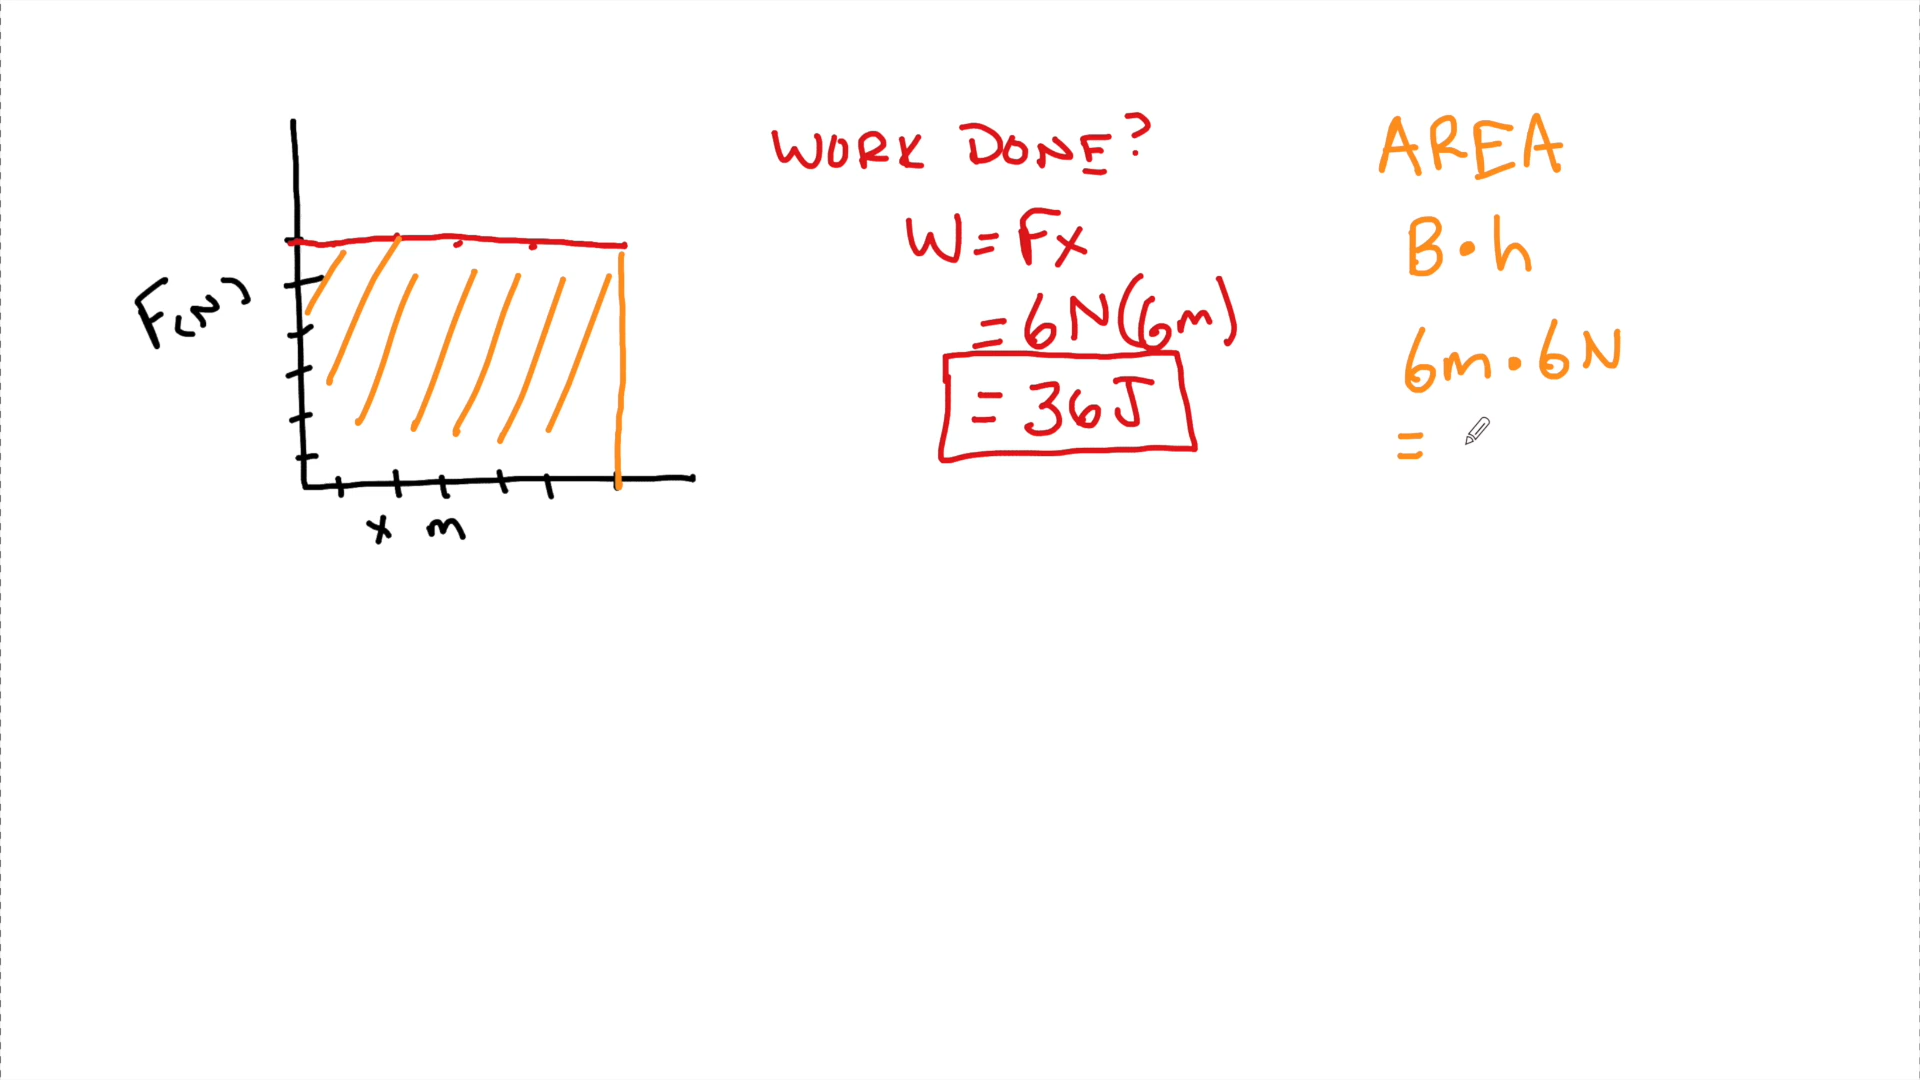 WORK DONE?
W = Fx
= 6N(6m)
= 36J
AREA
B · h
6m · 6N
=
F(N)
x m